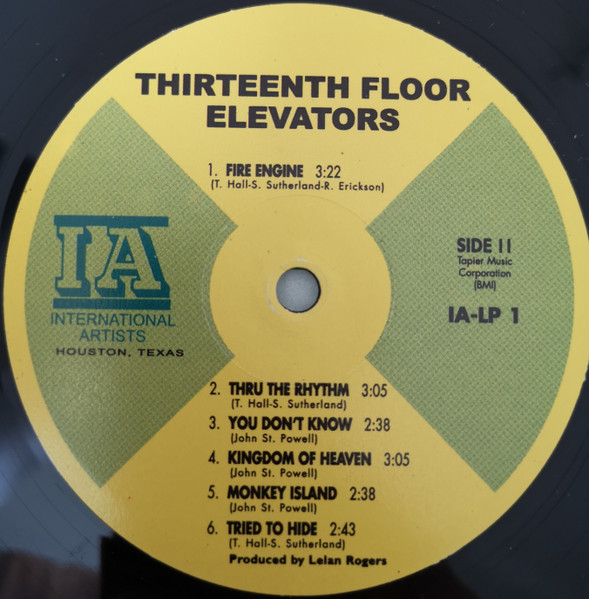 THIRTEENTH FLOOR
ELEVATORS
1. FIRE ENGINE 3:22
(T. Hall-S. Sutherland-R. Erickson)
IA
INTERNATIONAL
ARTISTS
HOUSTON, TEXAS
SIDE II
Tapier Music
Corporation
(BMI)
IA-LP 1
2. THRU THE RHYTHM 3:05
(T. Hall-S. Sutherland)
3. YOU DON'T KNOW 2:38
(John St. Powell)
4. KINGDOM OF HEAVEN 3:05
(John St. Powell)
5. MONKEY ISLAND 2:38
(John St. Powell)
6. TRIED TO HIDE 2:43
(T. Hall-S. Sutherland)
Produced by Lelan Rogers